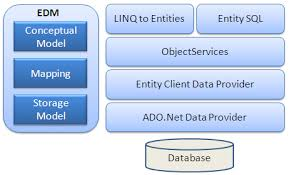 EDM
Conceptual
Model
Mapping
Storage
Model
LINQ to Entities
Entity SQL
ObjectServices
Entity Client Data Provider
ADO.Net Data Provider
Database